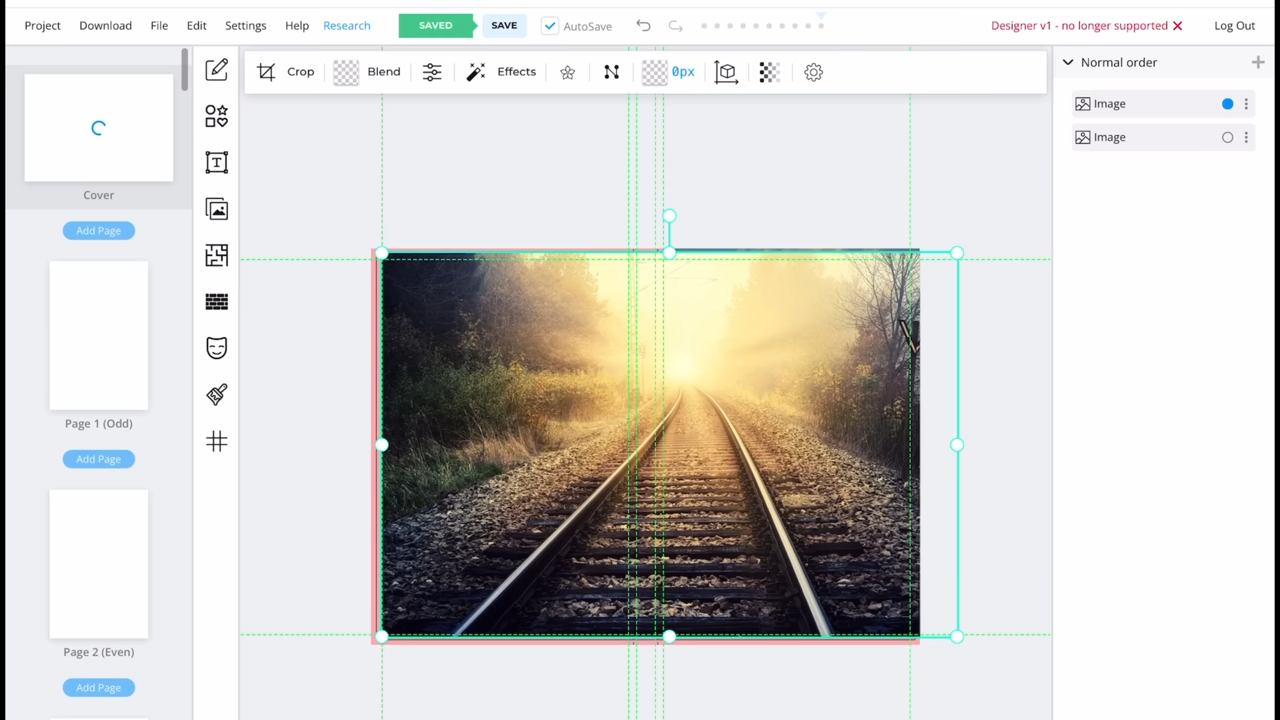 Project Download File Edit Settings Help Research SAVED SAVE AutoSave Designer v1 - no longer supported Log Out
Crop Blend Effects 0px
Normal order
Image
Image
Cover
Add Page
Page 1 (Odd)
Add Page
Page 2 (Even)
Add Page